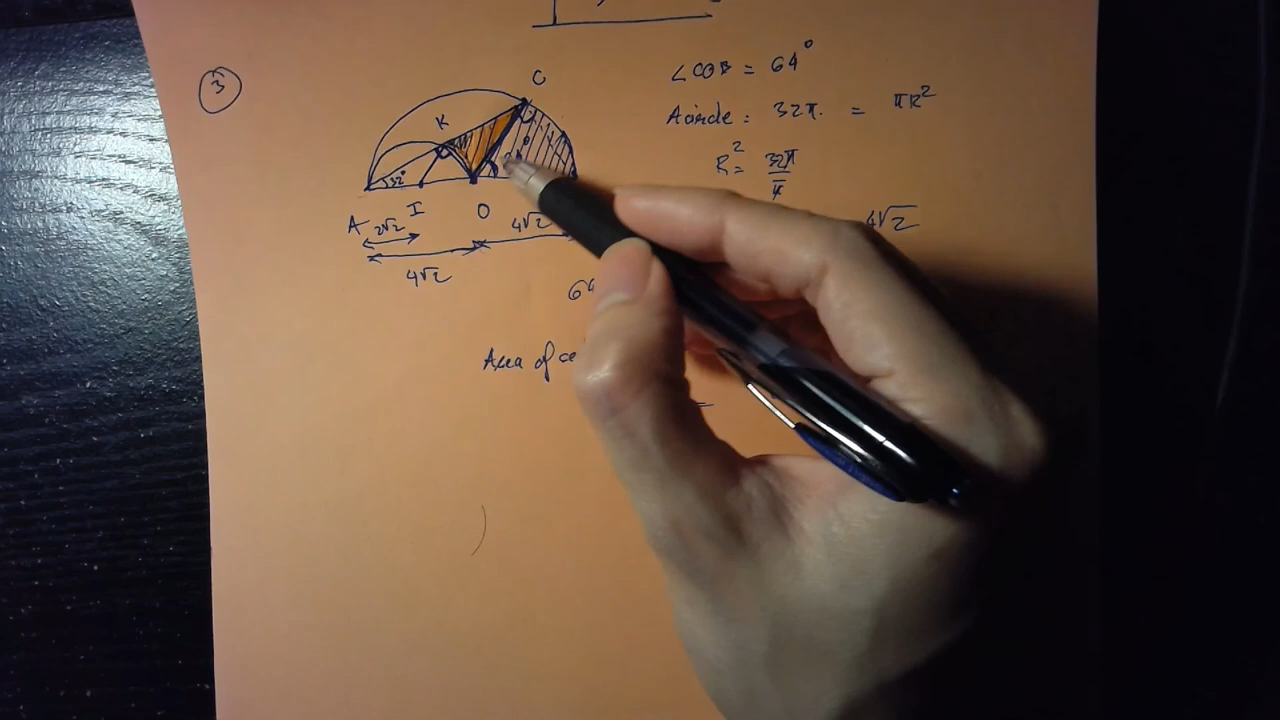 3
∠COB = 64°
Acircle : 32π. = πR²
R² = 32π/π
4√2
C
K
32°
A I O
2√2 4√2
4√2
64
Area of
=